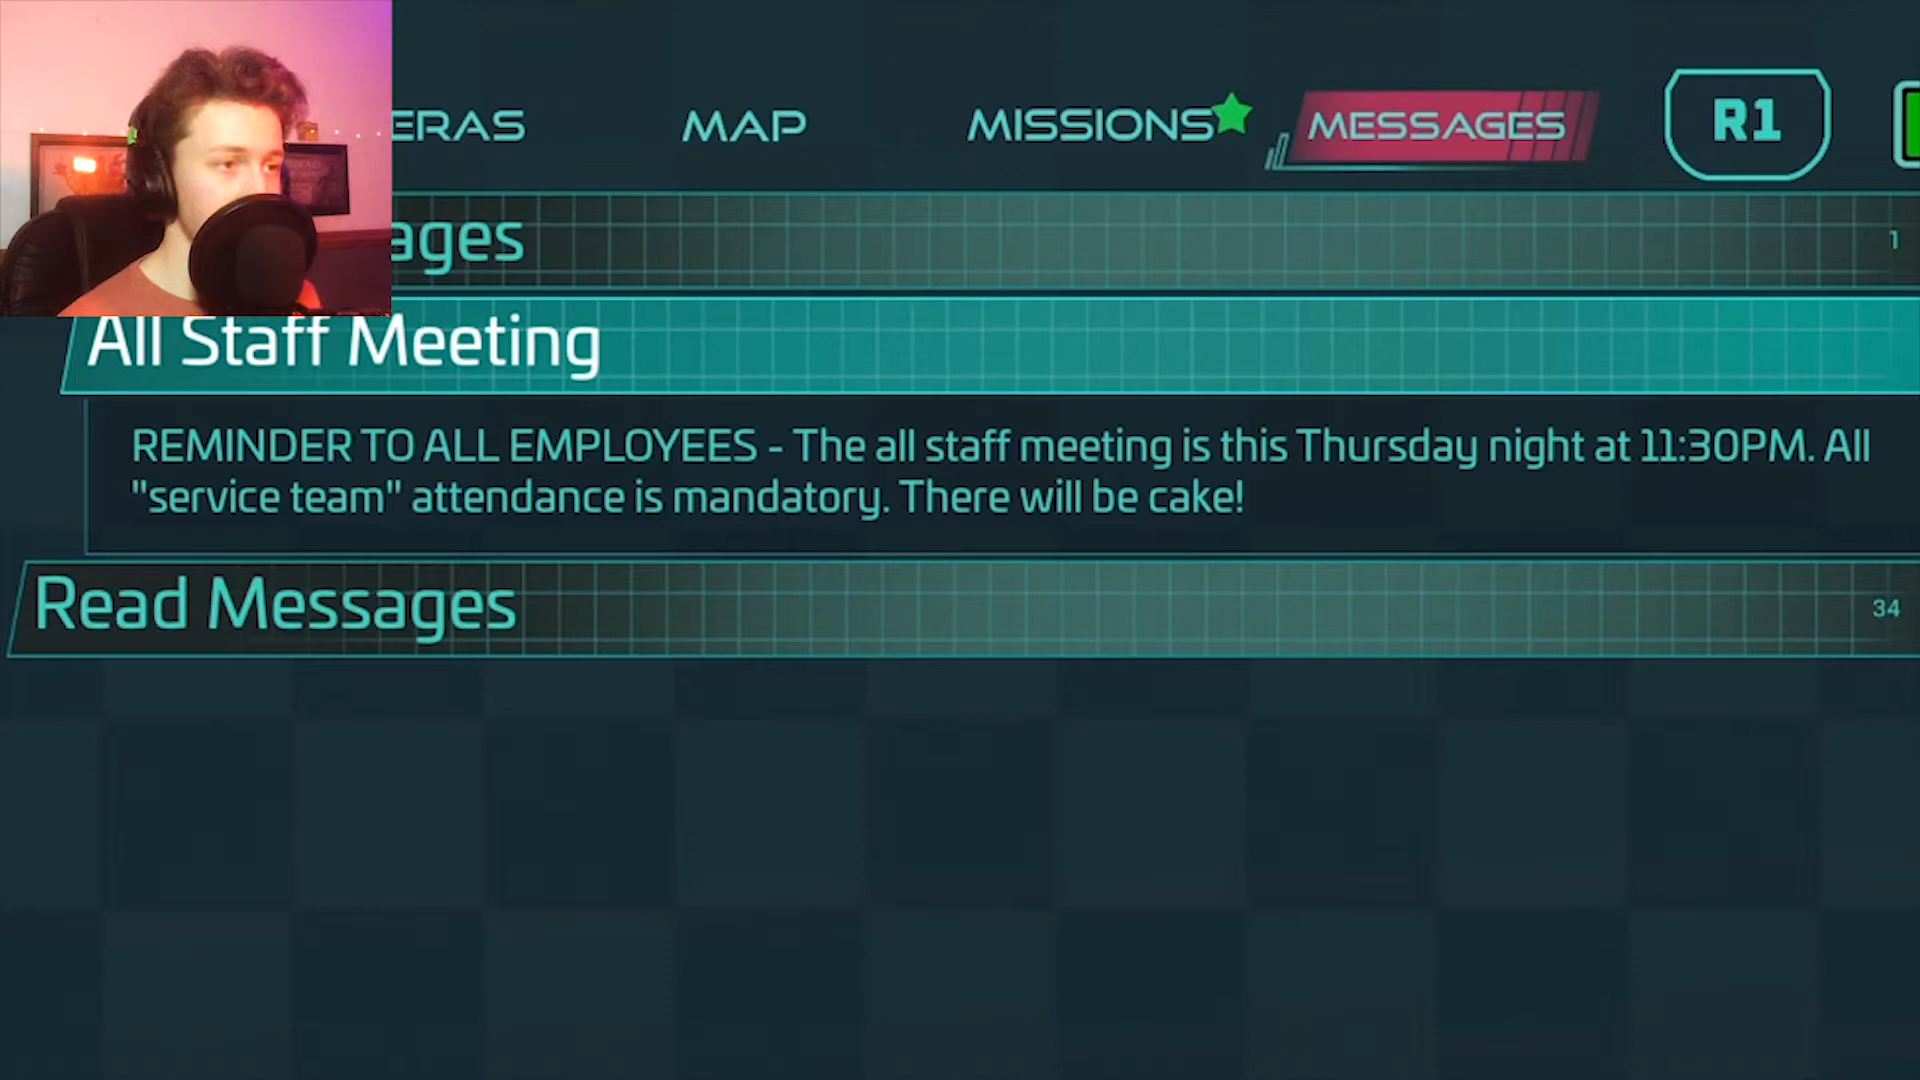 ERAS MAP MISSIONS MESSAGES R1
ages 1
All Staff Meeting
REMINDER TO ALL EMPLOYEES - The all staff meeting is this Thursday night at 11:30PM. All
"service team" attendance is mandatory. There will be cake!
Read Messages 34